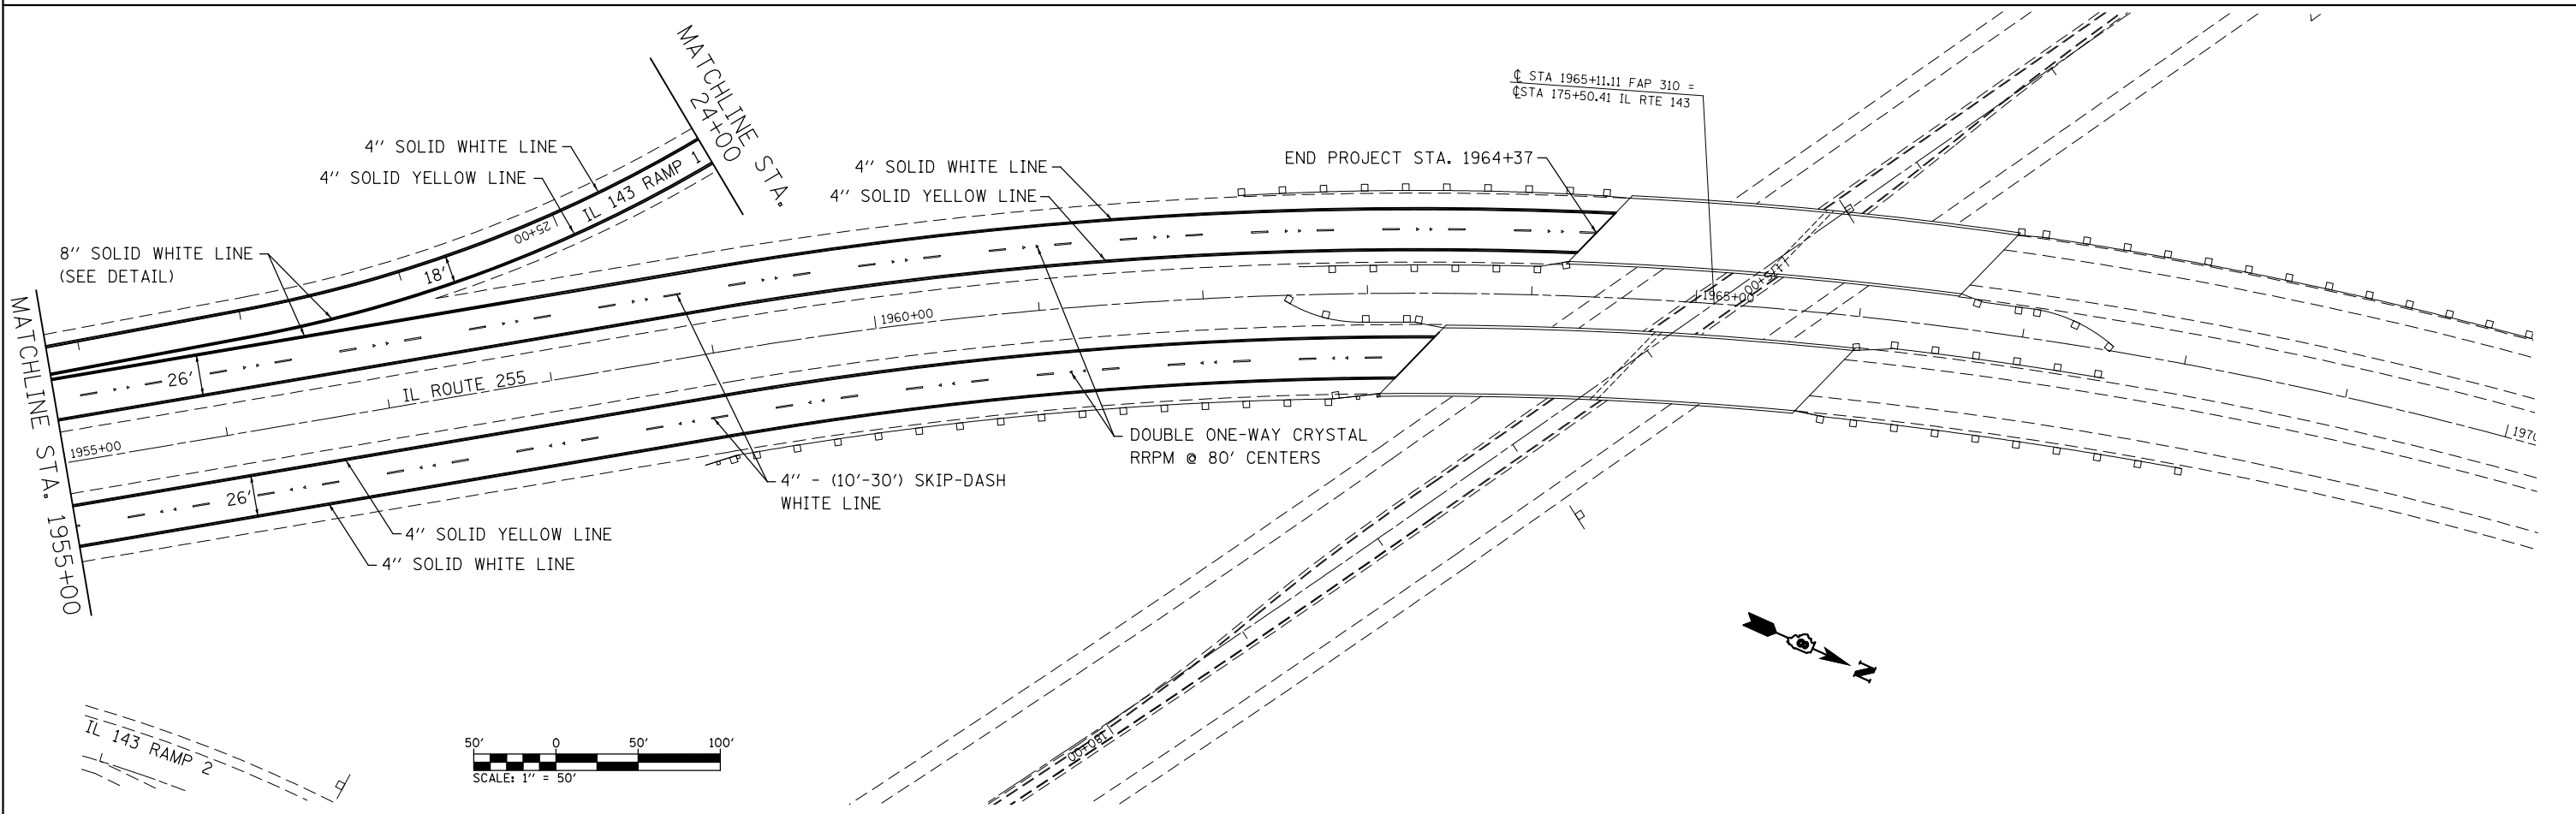 MATCHLINE STA.
24+00
℄ STA 1965+11.11 FAP 310 =
℄STA 175+50.41 IL RTE 143
4" SOLID WHITE LINE
4" SOLID YELLOW LINE
IL 143 RAMP 1
25+00
18'
4" SOLID WHITE LINE
4" SOLID YELLOW LINE
END PROJECT STA. 1964+37
8" SOLID WHITE LINE
(SEE DETAIL)
MATCHLINE STA. 1955+00
26'
IL ROUTE 255
1960+00
1965+00
1955+00
26'
DOUBLE ONE-WAY CRYSTAL
RRPM @ 80' CENTERS
4" - (10'-30') SKIP-DASH
WHITE LINE
4" SOLID YELLOW LINE
4" SOLID WHITE LINE
N
IL 143 RAMP 2
180+00
50' 0 50' 100'
SCALE: 1" = 50'